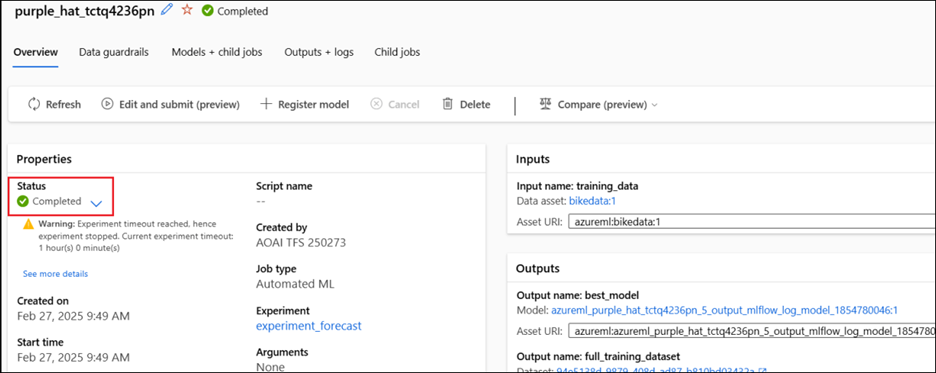 purple_hat_tctq4236pn Completed
Overview Data guardrails Models + child jobs Outputs + logs Child jobs
Refresh Edit and submit (preview) Register model Cancel Delete Compare (preview)
Properties
Status
Completed
Warning: Experiment timeout reached, hence
experiment stopped. Current experiment timeout:
1 hour(s) 0 minute(s)
See more details
Created on
Feb 27, 2025 9:49 AM
Start time
Feb 27, 2025 9:49 AM
Script name
--
Created by
AOAI TFS 250273
Job type
Automated ML
Experiment
experiment_forecast
Arguments
None
Inputs
Input name: training_data
Data asset: bikedata:1
Asset URI: azureml:bikedata:1
Outputs
Output name: best_model
Model: azureml_purple_hat_tctq4236pn_5_output_mlflow_log_model_1854780046:1
Asset URI: azureml:azureml_purple_hat_tctq4236pn_5_output_mlflow_log_model_1854780
Output name: full_training_dataset
Dataset: